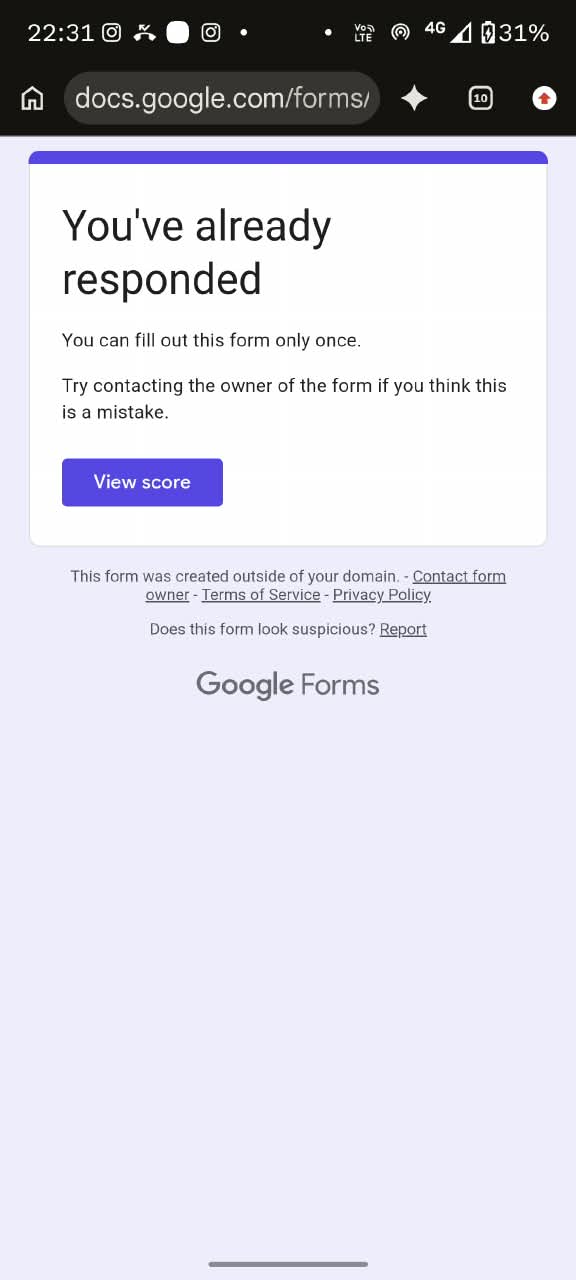 22:31 VoLTE 4G 31%
docs.google.com/forms/ 10
You've already
responded
You can fill out this form only once.
Try contacting the owner of the form if you think this
is a mistake.
View score
This form was created outside of your domain. - Contact form
owner - Terms of Service - Privacy Policy
Does this form look suspicious? Report
Google Forms